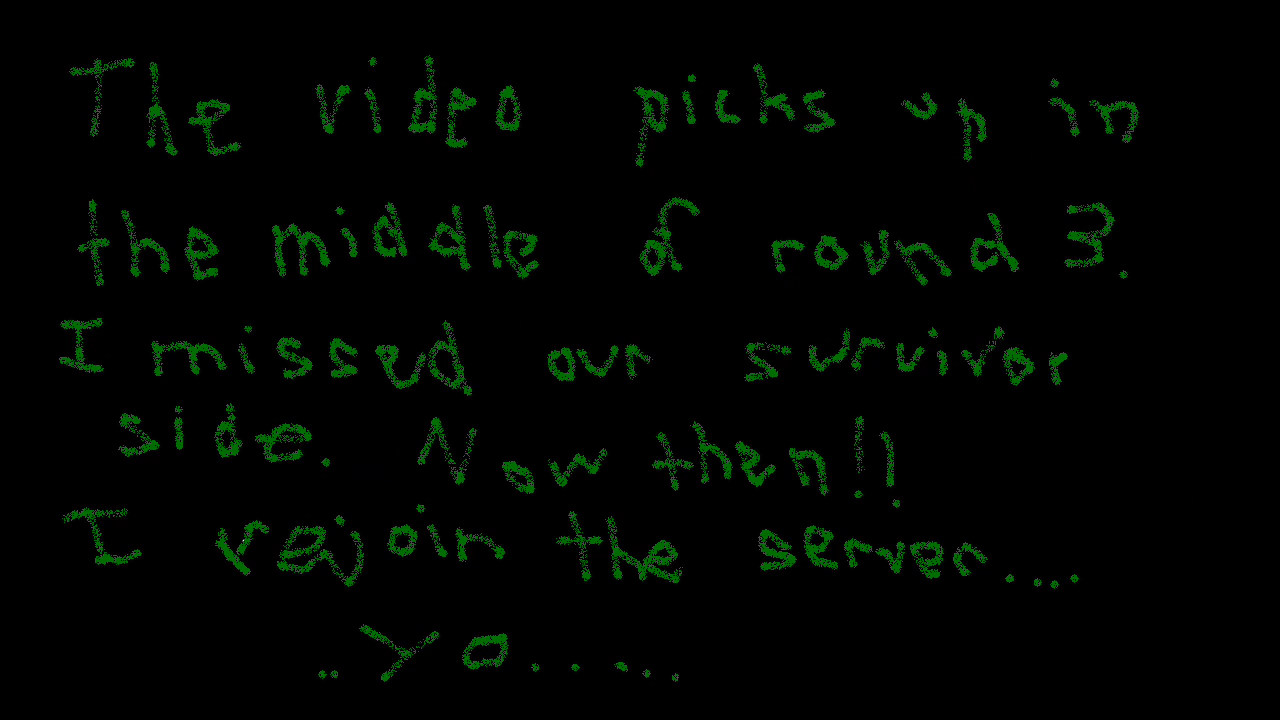 The video picks up in
the middle of round 3.
I missed our survivor
side. Now then!!
I rejoin the server....
..Yo.....